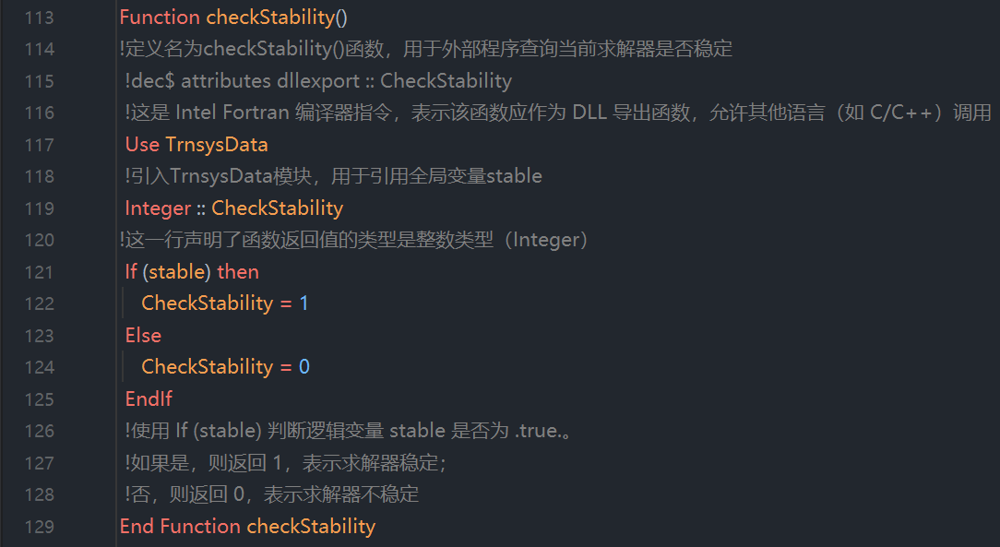 113 Function checkStability()
114 !定义名为checkStability()函数，用于外部程序查询当前求解器是否稳定
115 !dec$ attributes dllexport :: CheckStability
116 !这是 Intel Fortran 编译器指令，表示该函数应作为 DLL 导出函数，允许其他语言（如 C/C++）调用
117 Use TrnsysData
118 !引入TrnsysData模块，用于引用全局变量stable
119 Integer :: CheckStability
120 !这一行声明了函数返回值的类型是整数类型（Integer）
121 If (stable) then
122 CheckStability = 1
123 Else
124 CheckStability = 0
125 EndIf
126 !使用 If (stable) 判断逻辑变量 stable 是否为 .true.。
127 !如果是，则返回 1，表示求解器稳定；
128 !否，则返回 0，表示求解器不稳定
129 End Function checkStability